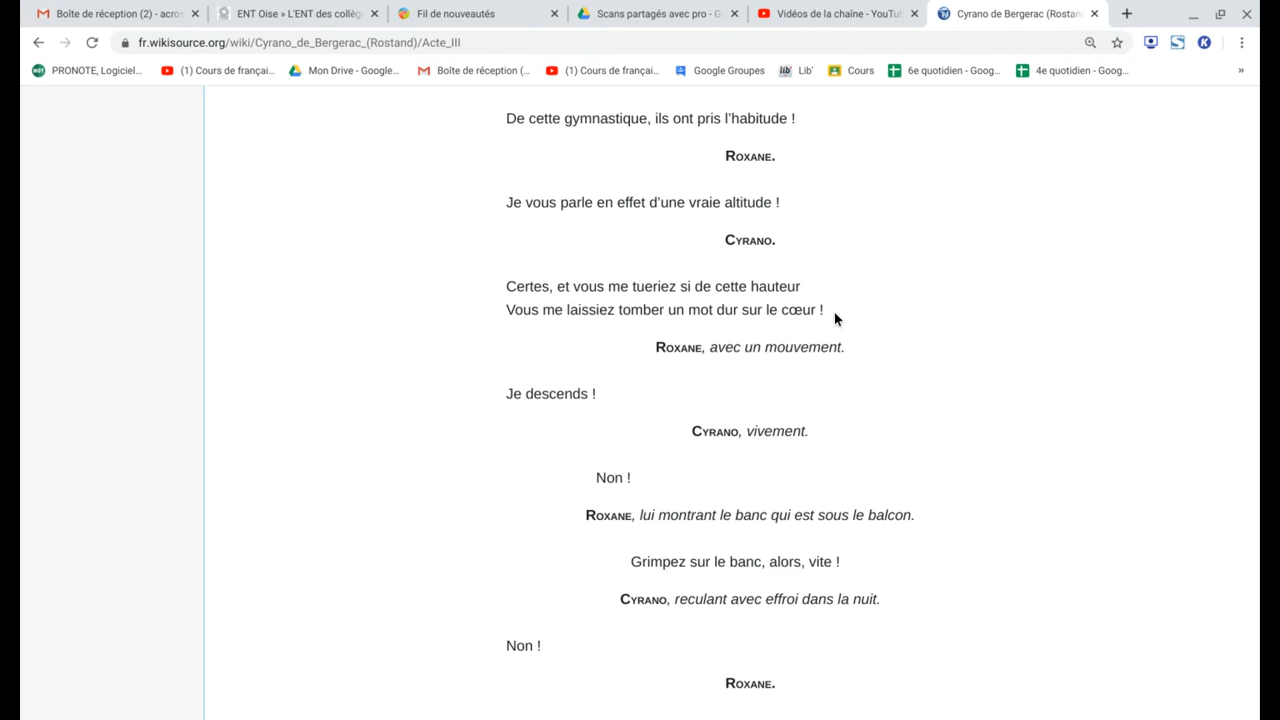 Boîte de réception (2) - acros
ENT Oise » L'ENT des collèg
Fil de nouveautés
Scans partagés avec pro - G
Vidéos de la chaîne - YouTu
Cyrano de Bergerac (Rostan
fr.wikisource.org/wiki/Cyrano_de_Bergerac_(Rostand)/Acte_III
PRONOTE, Logiciel...
(1) Cours de françai...
Mon Drive - Google...
Boîte de réception (...
(1) Cours de françai...
Google Groupes
lib' Lib'
Cours
6e quotidien - Goog...
4e quotidien - Goog...
»
De cette gymnastique, ils ont pris l’habitude !
Roxane.
Je vous parle en effet d’une vraie altitude !
Cyrano.
Certes, et vous me tueriez si de cette hauteur
Vous me laissiez tomber un mot dur sur le cœur !
Roxane, avec un mouvement.
Je descends !
Cyrano, vivement.
Non !
Roxane, lui montrant le banc qui est sous le balcon.
Grimpez sur le banc, alors, vite !
Cyrano, reculant avec effroi dans la nuit.
Non !
Roxane.